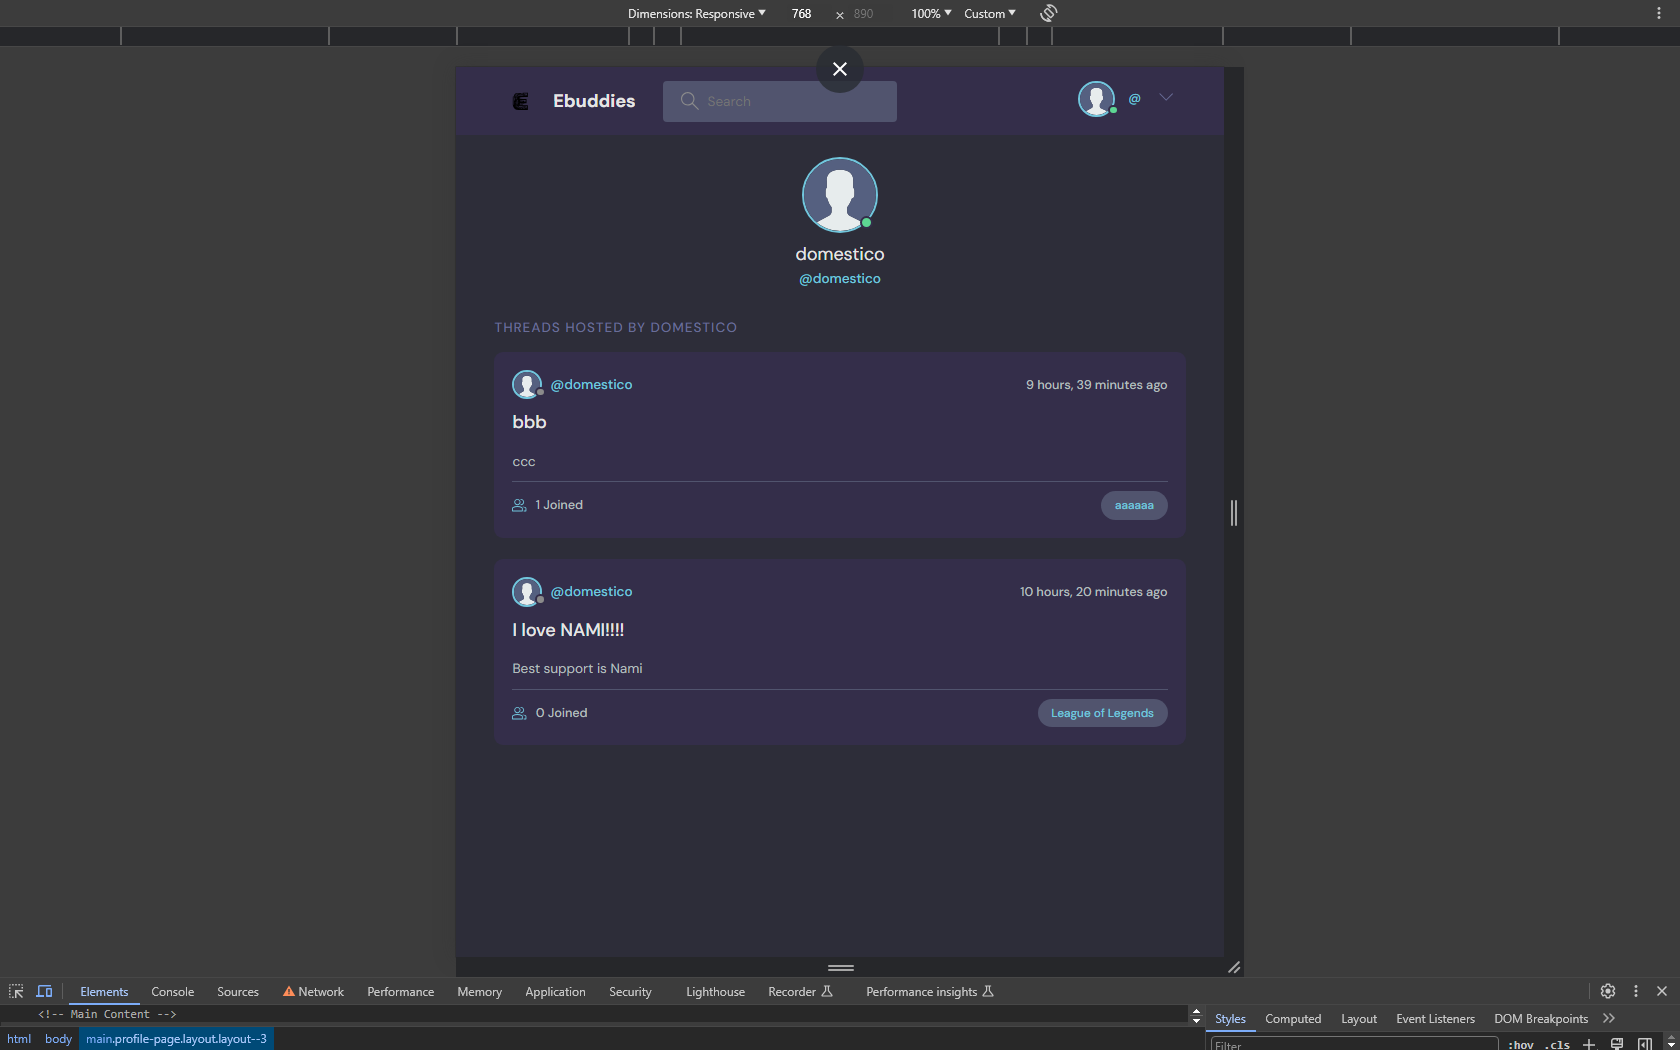 Dimensions: Responsive 768 × 890 100% Custom
Ebuddies Search @
domestico
@domestico
THREADS HOSTED BY DOMESTICO
@domestico 9 hours, 39 minutes ago
bbb
ccc
1 Joined aaaaaa
@domestico 10 hours, 20 minutes ago
I love NAMI!!!!
Best support is Nami
0 Joined League of Legends
Elements Console Sources Network Performance Memory Application Security Lighthouse Recorder Performance insights
<!-- Main Content -->
Styles Computed Layout Event Listeners DOM Breakpoints
html body main.profile-page.layout.layout--3
Filter :hov .cls